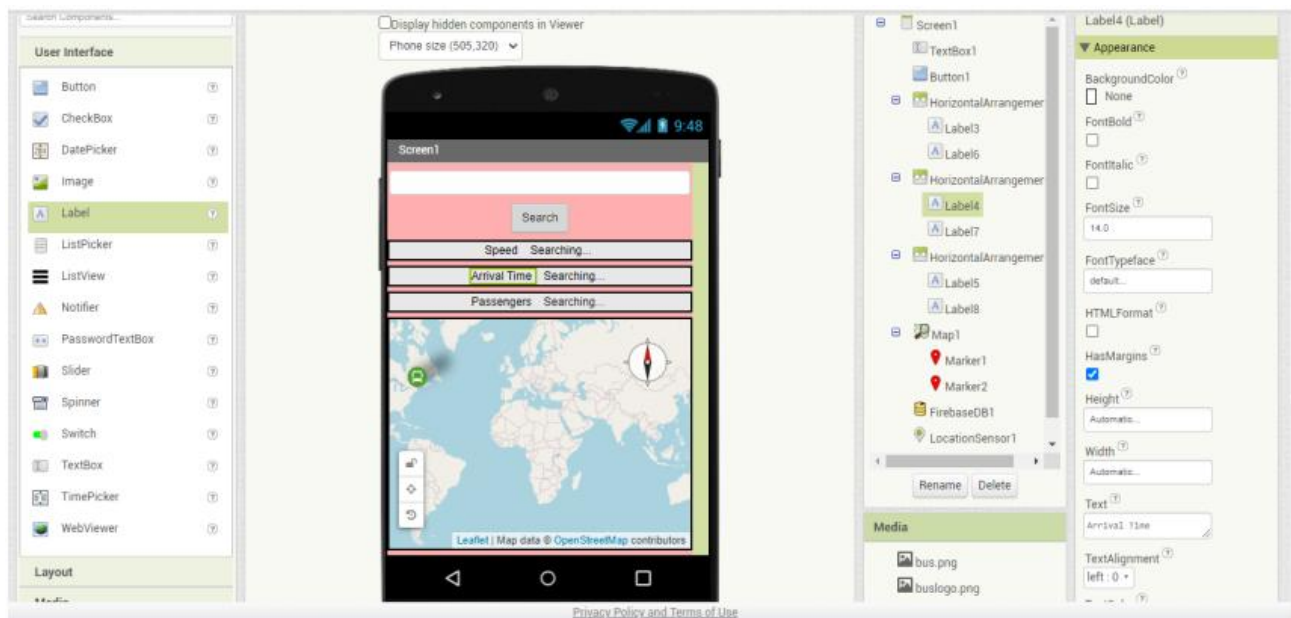 Search Components...
User Interface
Button
CheckBox
DatePicker
Image
Label
ListPicker
ListView
Notifier
PasswordTextBox
Slider
Spinner
Switch
TextBox
TimePicker
WebViewer
Layout
Display hidden components in Viewer
Phone size (505,320)
9:48
Screen1
Search
Speed Searching...
Arrival Time Searching...
Passengers Searching...
Leaflet | Map data © OpenStreetMap contributors
Screen1
TextBox1
Button1
HorizontalArrangemer
Label3
Label6
HorizontalArrangemer
Label4
Label7
HorizontalArrangemer
Label5
Label8
Map1
Marker1
Marker2
FirebaseDB1
LocationSensor1
Rename Delete
Media
bus.png
buslogo.png
Label4 (Label)
Appearance
BackgroundColor
None
FontBold
FontItalic
FontSize
14.0
FontTypeface
default...
HTMLFormat
HasMargins
Height
Automatic...
Width
Automatic...
Text
Arrival Time
TextAlignment
left : 0
Privacy Policy and Terms of Use